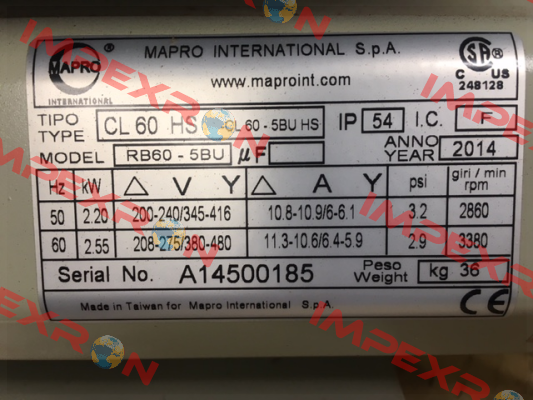 MAPRO
INTERNATIONAL
®
MAPRO INTERNATIONAL S.p.A.
www.maproint.com
C US
248128
TIPO TYPE CL 60 HS CL 60 - 5BU HS IP 54 I.C. F
MODEL RB60 - 5BU µF ANNO YEAR 2014
Hz kW △ V Y △ A Y psi giri / min rpm
50 2.20 200-240/345-416 10.8-10.9/6-6.1 3.2 2860
60 2.55 208-275/380-480 11.3-10.6/6.4-5.9 2.9 3380
Serial No. A14500185 Peso Weight kg 36
Made in Taiwan for Mapro International S.p.A. CE
IMPEXRON
IMPEXRON
IMPEXRON
IMPEXRON